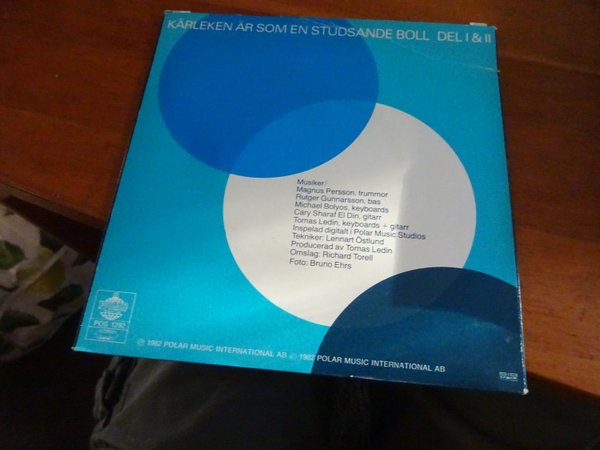 KÄRLEKEN ÄR SOM EN STUDSANDE BOLL DEL I & II
Musiker:
Magnus Persson, trummor
Rutger Gunnarsson, bas
Michael Bolyos, keyboards
Cary Sharaf El Din, gitarr
Tomas Ledin, keyboards + gitarr
Inspelad digitalt i Polar Music Studios
Tekniker: Lennart Östlund
Producerad av Tomas Ledin
Omslag: Richard Torell
Foto: Bruno Ehrs
POS 1292
℗ 1982 POLAR MUSIC INTERNATIONAL AB © 1982 POLAR MUSIC INTERNATIONAL AB